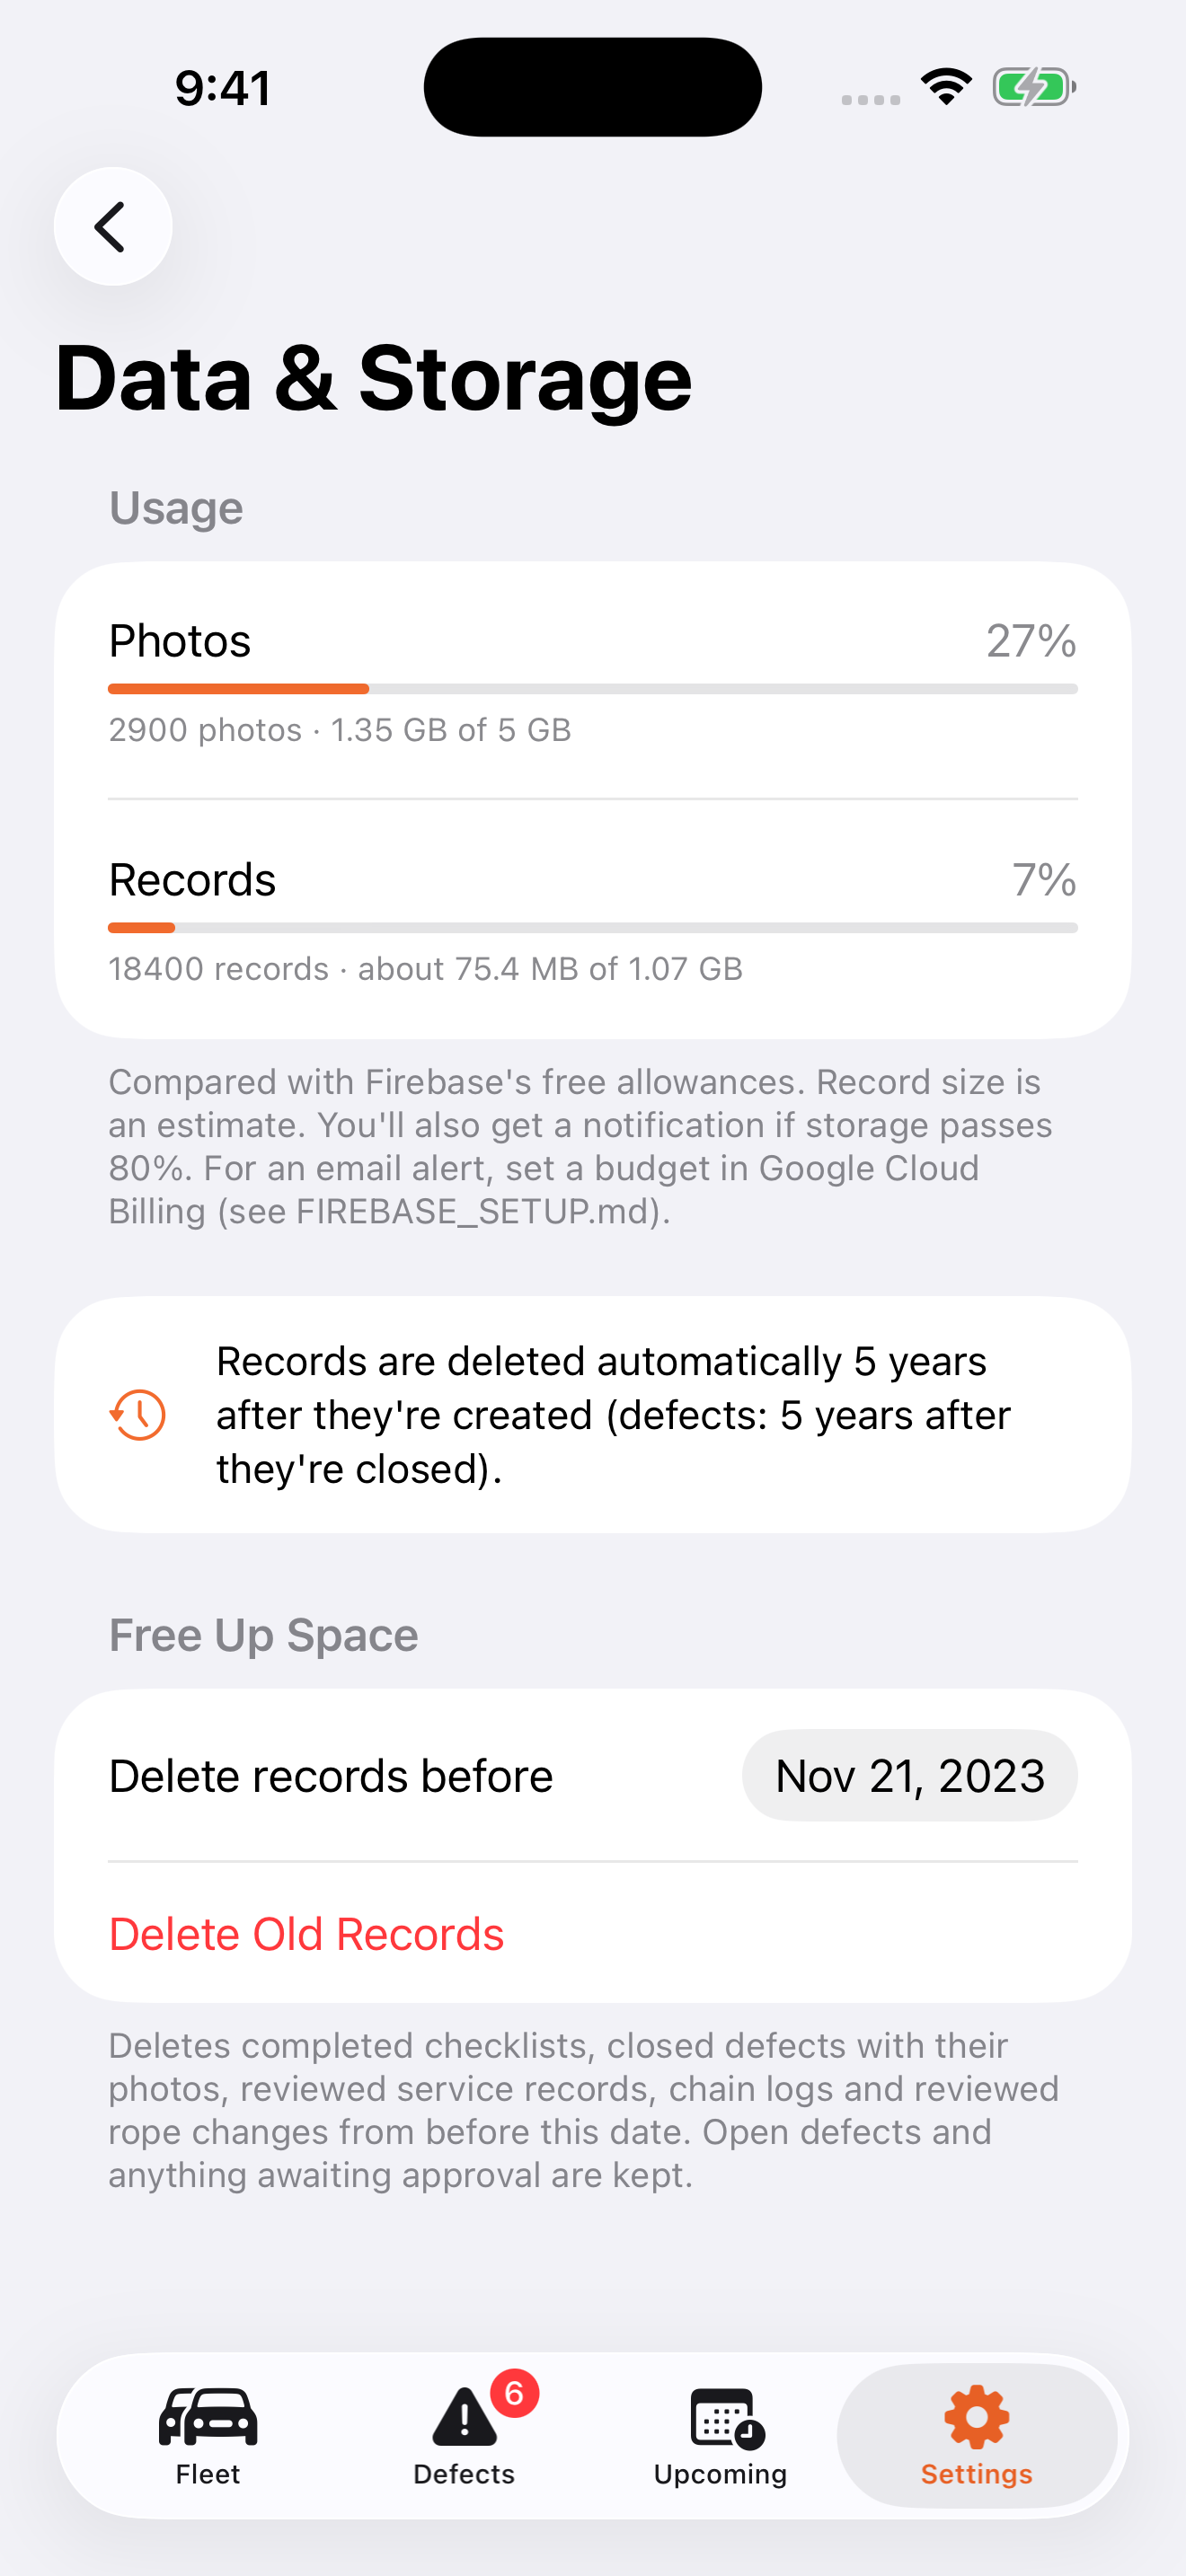 9:41
Data & Storage
Usage
Photos
27%
2900 photos · 1.35 GB of 5 GB
Records
7%
18400 records · about 75.4 MB of 1.07 GB
Compared with Firebase's free allowances. Record size is
an estimate. You'll also get a notification if storage passes
80%. For an email alert, set a budget in Google Cloud
Billing (see FIREBASE_SETUP.md).
Records are deleted automatically 5 years
after they're created (defects: 5 years after
they're closed).
Free Up Space
Delete records before
Nov 21, 2023
Delete Old Records
Deletes completed checklists, closed defects with their
photos, reviewed service records, chain logs and reviewed
rope changes from before this date. Open defects and
anything awaiting approval are kept.
6
Fleet
Defects
Upcoming
Settings